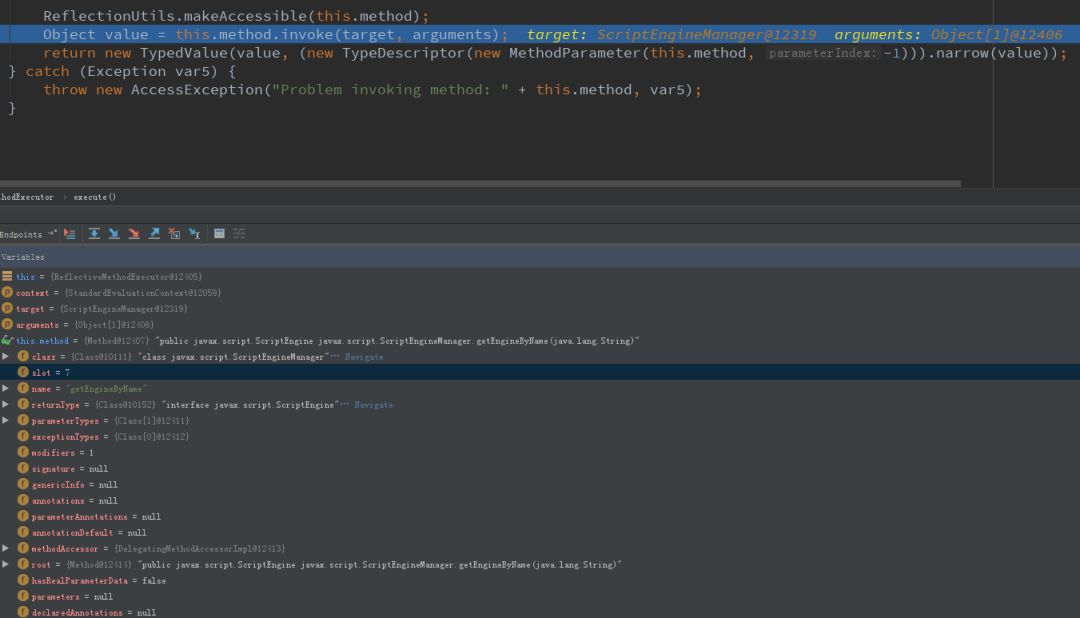 ReflectionUtils.makeAccessible(this.method);
Object value = this.method.invoke(target, arguments); target: ScriptEngineManager@12319 arguments: Object[1]@12406
return new TypedValue(value, (new TypeDescriptor(new MethodParameter(this.method, parameterIndex: -1))).narrow(value));
} catch (Exception var5) {
throw new AccessException("Problem invoking method: " + this.method, var5);
}
hodExecutor › execute()
Endpoints
Variables
this = {ReflectiveMethodExecutor@12405}
context = {StandardEvaluationContext@12059}
target = {ScriptEngineManager@12319}
arguments = {Object[1]@12406}
this.method = {Method@12407} "public javax.script.ScriptEngine javax.script.ScriptEngineManager.getEngineByName(java.lang.String)"
clazz = {Class@10111} "class javax.script.ScriptEngineManager"… Navigate
slot = 7
name = "getEngineByName"
returnType = {Class@10152} "interface javax.script.ScriptEngine"… Navigate
parameterTypes = {Class[1]@12411}
exceptionTypes = {Class[0]@12412}
modifiers = 1
signature = null
genericInfo = null
annotations = null
parameterAnnotations = null
annotationDefault = null
methodAccessor = {DelegatingMethodAccessorImpl@12413}
root = {Method@12414} "public javax.script.ScriptEngine javax.script.ScriptEngineManager.getEngineByName(java.lang.String)"
hasRealParameterData = false
parameters = null
declaredAnnotations = null